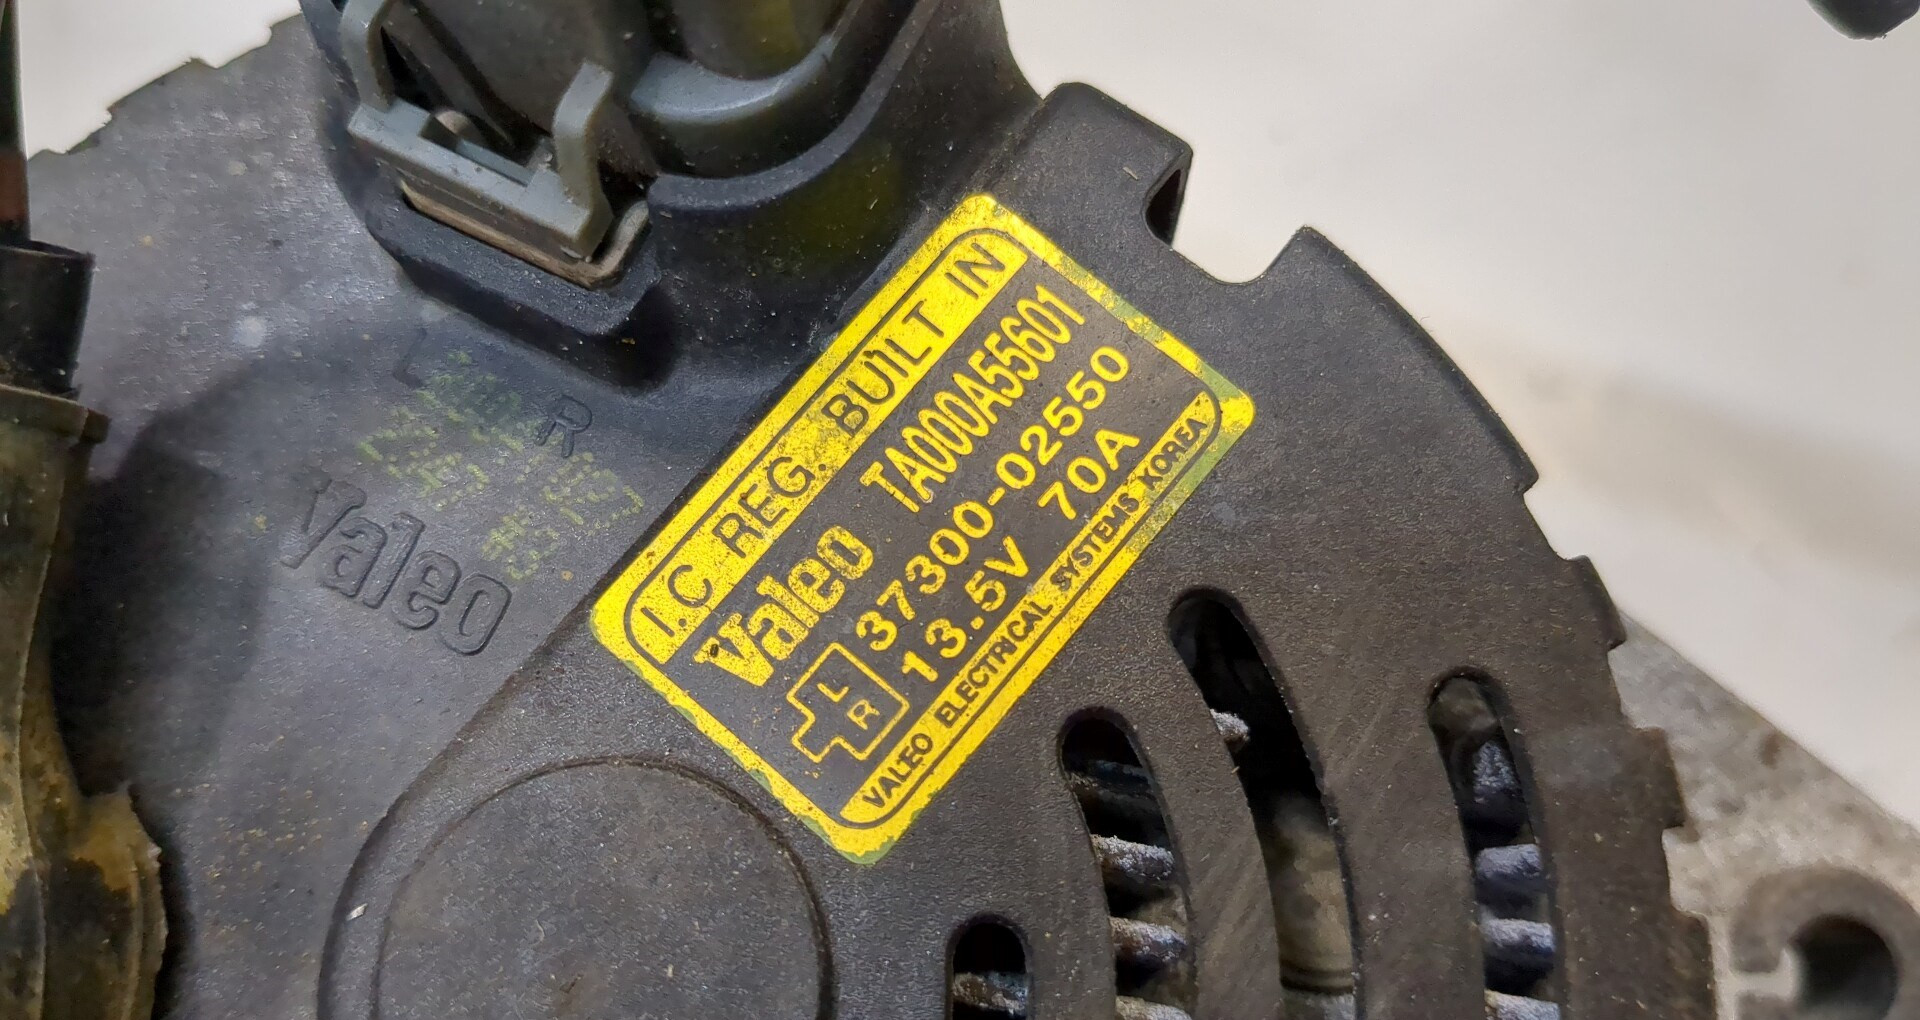 L R
Valeo
I.C REG. BUILT IN
Valeo TA000A55601
37300-02550
L
R
13.5V 70A
VALEO ELECTRICAL SYSTEMS KOREA